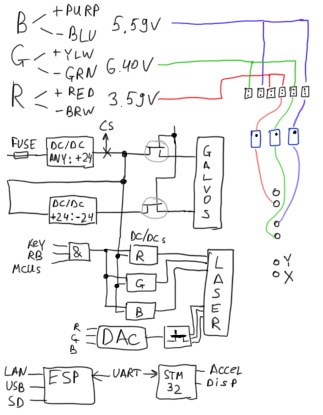 B + PURP
- BLU 5.59V
G + YLW
- GRN 6.40V
R + RED
- BRW 3.59V
CS
FUSE
DC/DC
ANY:+24
GALVOS
DC/DC
+24:-24
KEY
RB
MCUs
&
DC/DCs
R
G
B
LASER
R
G
B
DAC
Y
X
LAN
USB
SD
ESP
UART
STM
32
Accel
Disp